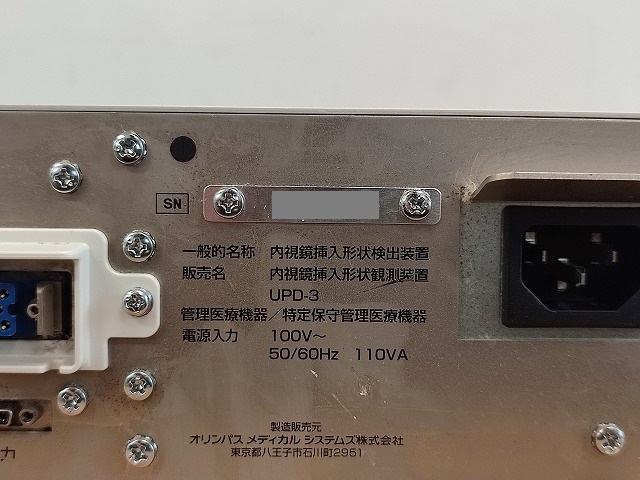 SN
一般的名称 内視鏡挿入形状検出装置
販売名 内視鏡挿入形状観測装置
UPD-3
管理医療機器／特定保守管理医療機器
電源入力 100V～
50/60Hz 110VA
製造販売元
オリンパス メディカル システムズ株式会社
東京都八王子市石川町2951
カ